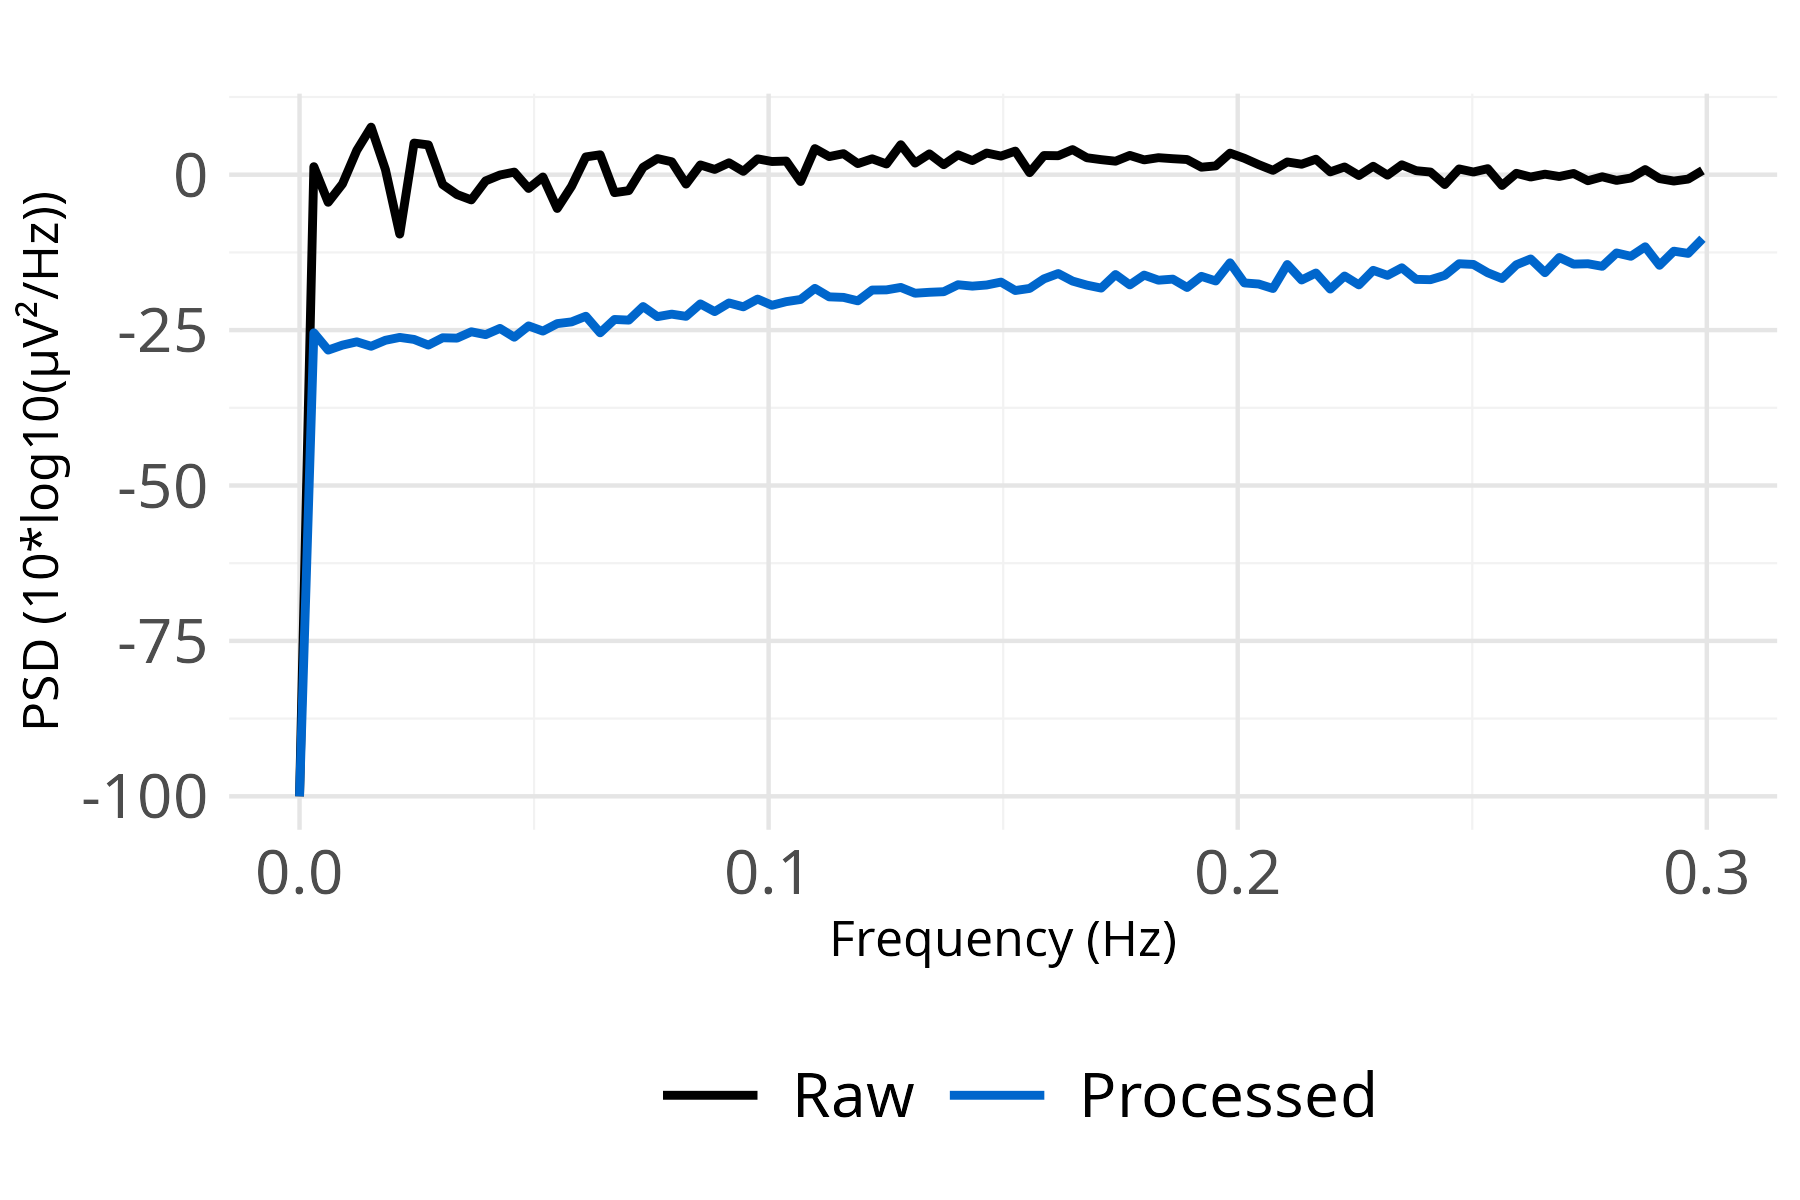 PSD (10*log10(µV²/Hz))
0
-25
-50
-75
-100
0.0 0.1 0.2 0.3
Frequency (Hz)
Raw Processed